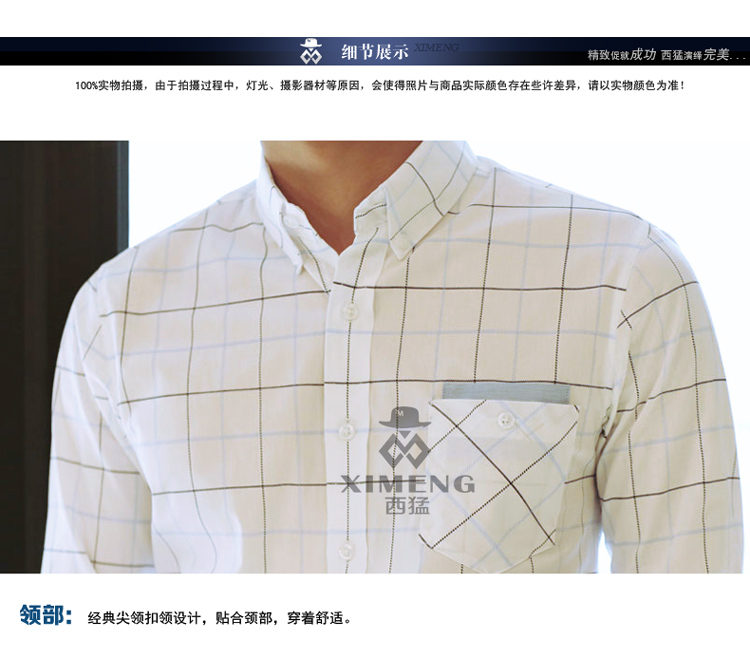 细节展示 XIMENG
精致促就成功 西猛演绎完美...
100%实物拍摄，由于拍摄过程中，灯光、摄影器材等原因，会使得照片与商品实际颜色存在些许差异，请以实物颜色为准！
TM
XIMENG
西猛
领部：经典尖领扣领设计，贴合颈部，穿着舒适。